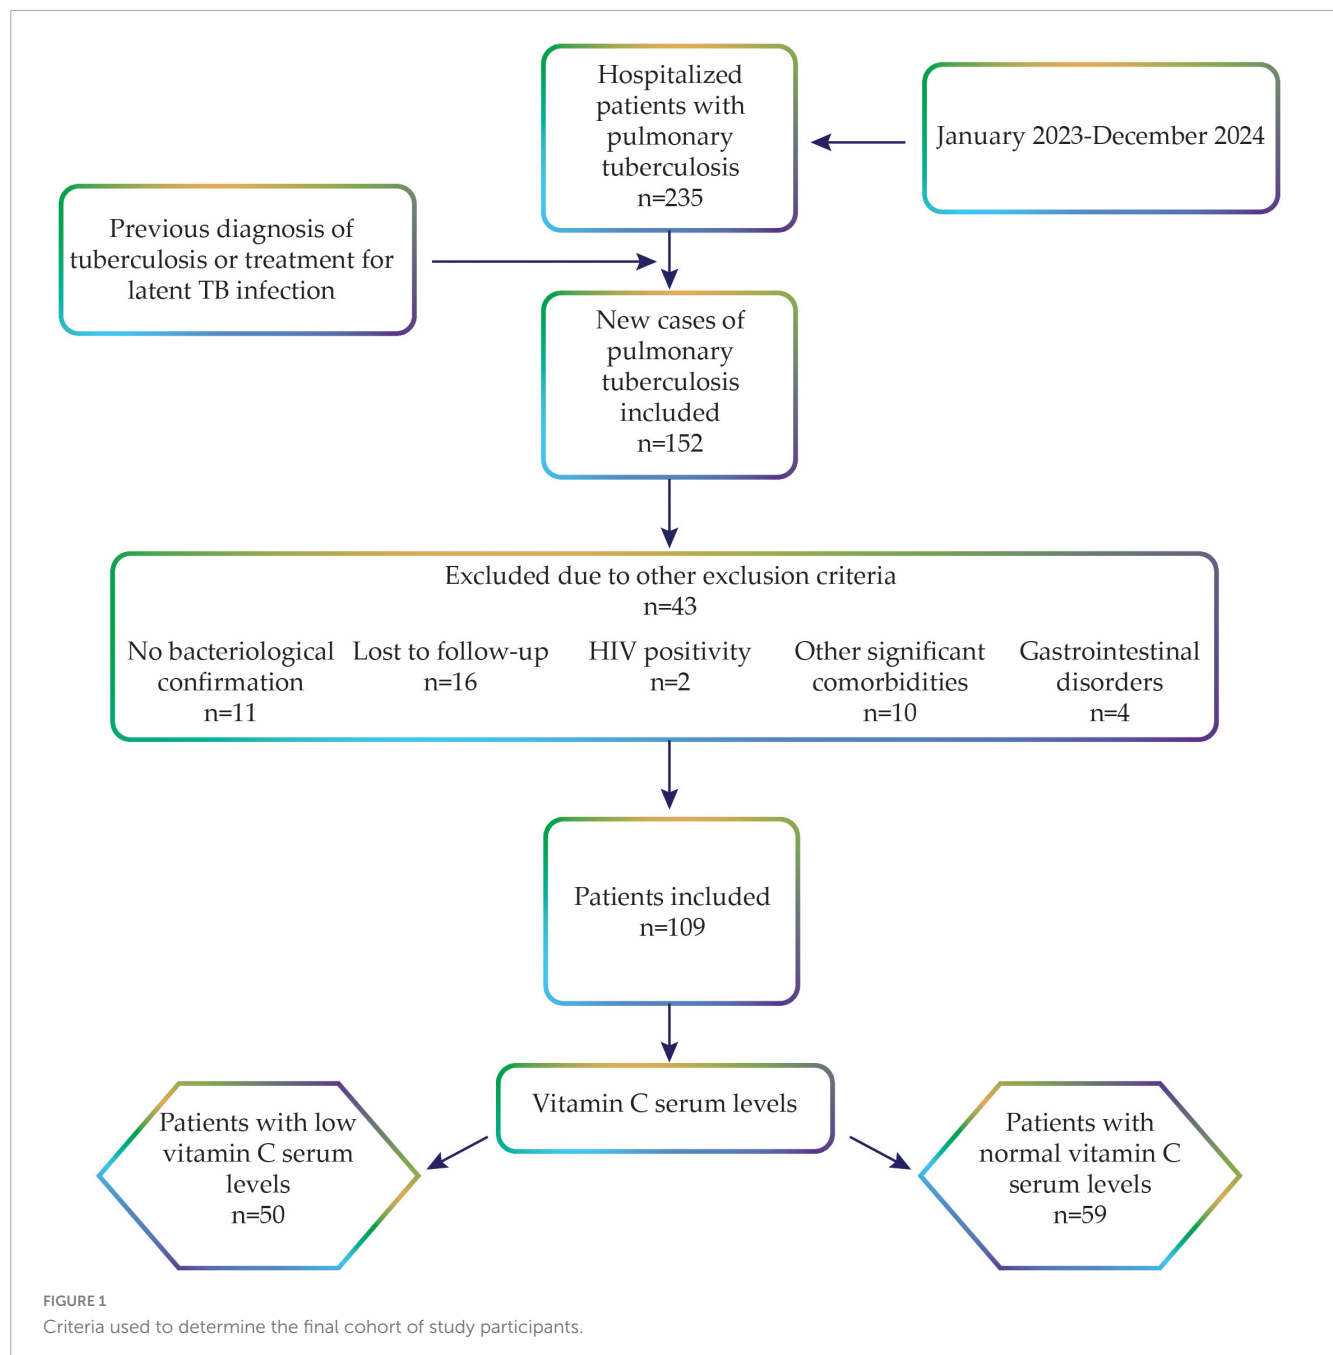 Hospitalized
patients with
pulmonary
tuberculosis
n=235
January 2023-December 2024
Previous diagnosis of
tuberculosis or treatment for
latent TB infection
New cases of
pulmonary
tuberculosis
included
n=152
Excluded due to other exclusion criteria
n=43
No bacteriological
confirmation
n=11
Lost to follow-up
n=16
HIV positivity
n=2
Other significant
comorbidities
n=10
Gastrointestinal
disorders
n=4
Patients included
n=109
Vitamin C serum levels
Patients with low
vitamin C serum
levels
n=50
Patients with
normal vitamin C
serum levels
n=59
FIGURE 1
Criteria used to determine the final cohort of study participants.